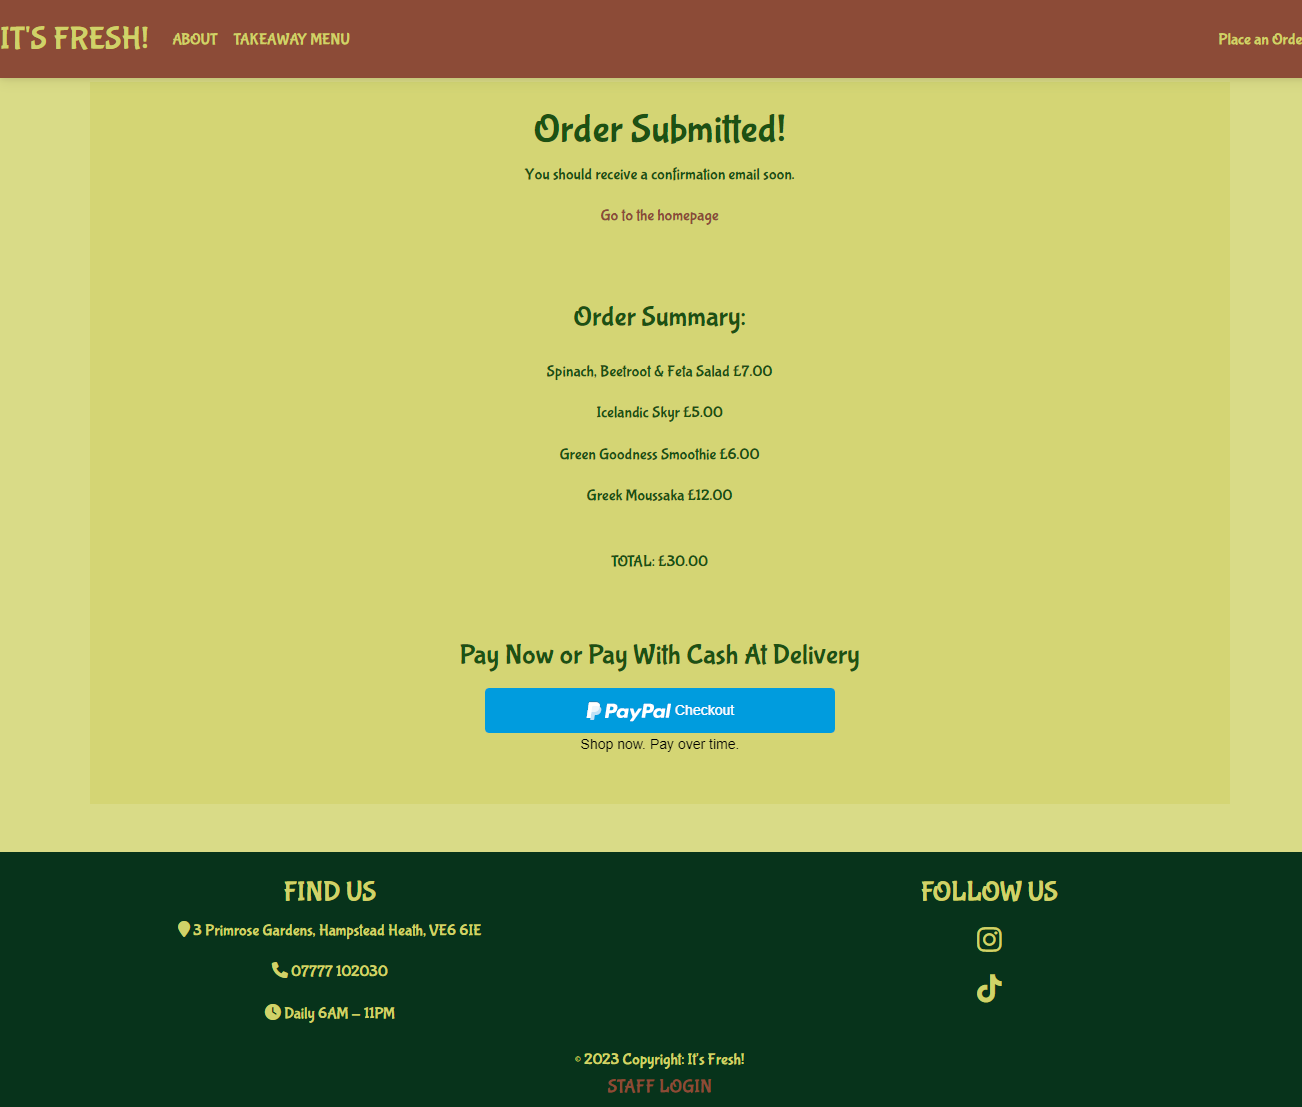 IT'S FRESH! ABOUT TAKEAWAY MENU Place an Orde
Order Submitted!
You should receive a confirmation email soon.
Go to the homepage
Order Summary:
Spinach, Beetroot & Feta Salad £7.00
Icelandic Skyr £5.00
Green Goodness Smoothie £6.00
Greek Moussaka £12.00
TOTAL: £30.00
Pay Now or Pay With Cash At Delivery
PayPal Checkout
Shop now. Pay over time.
FIND US
3 Primrose Gardens, Hampstead Heath, VE6 6IE
07777 102030
Daily 6AM – 11PM
FOLLOW US
© 2023 Copyright: It's Fresh!
STAFF LOGIN